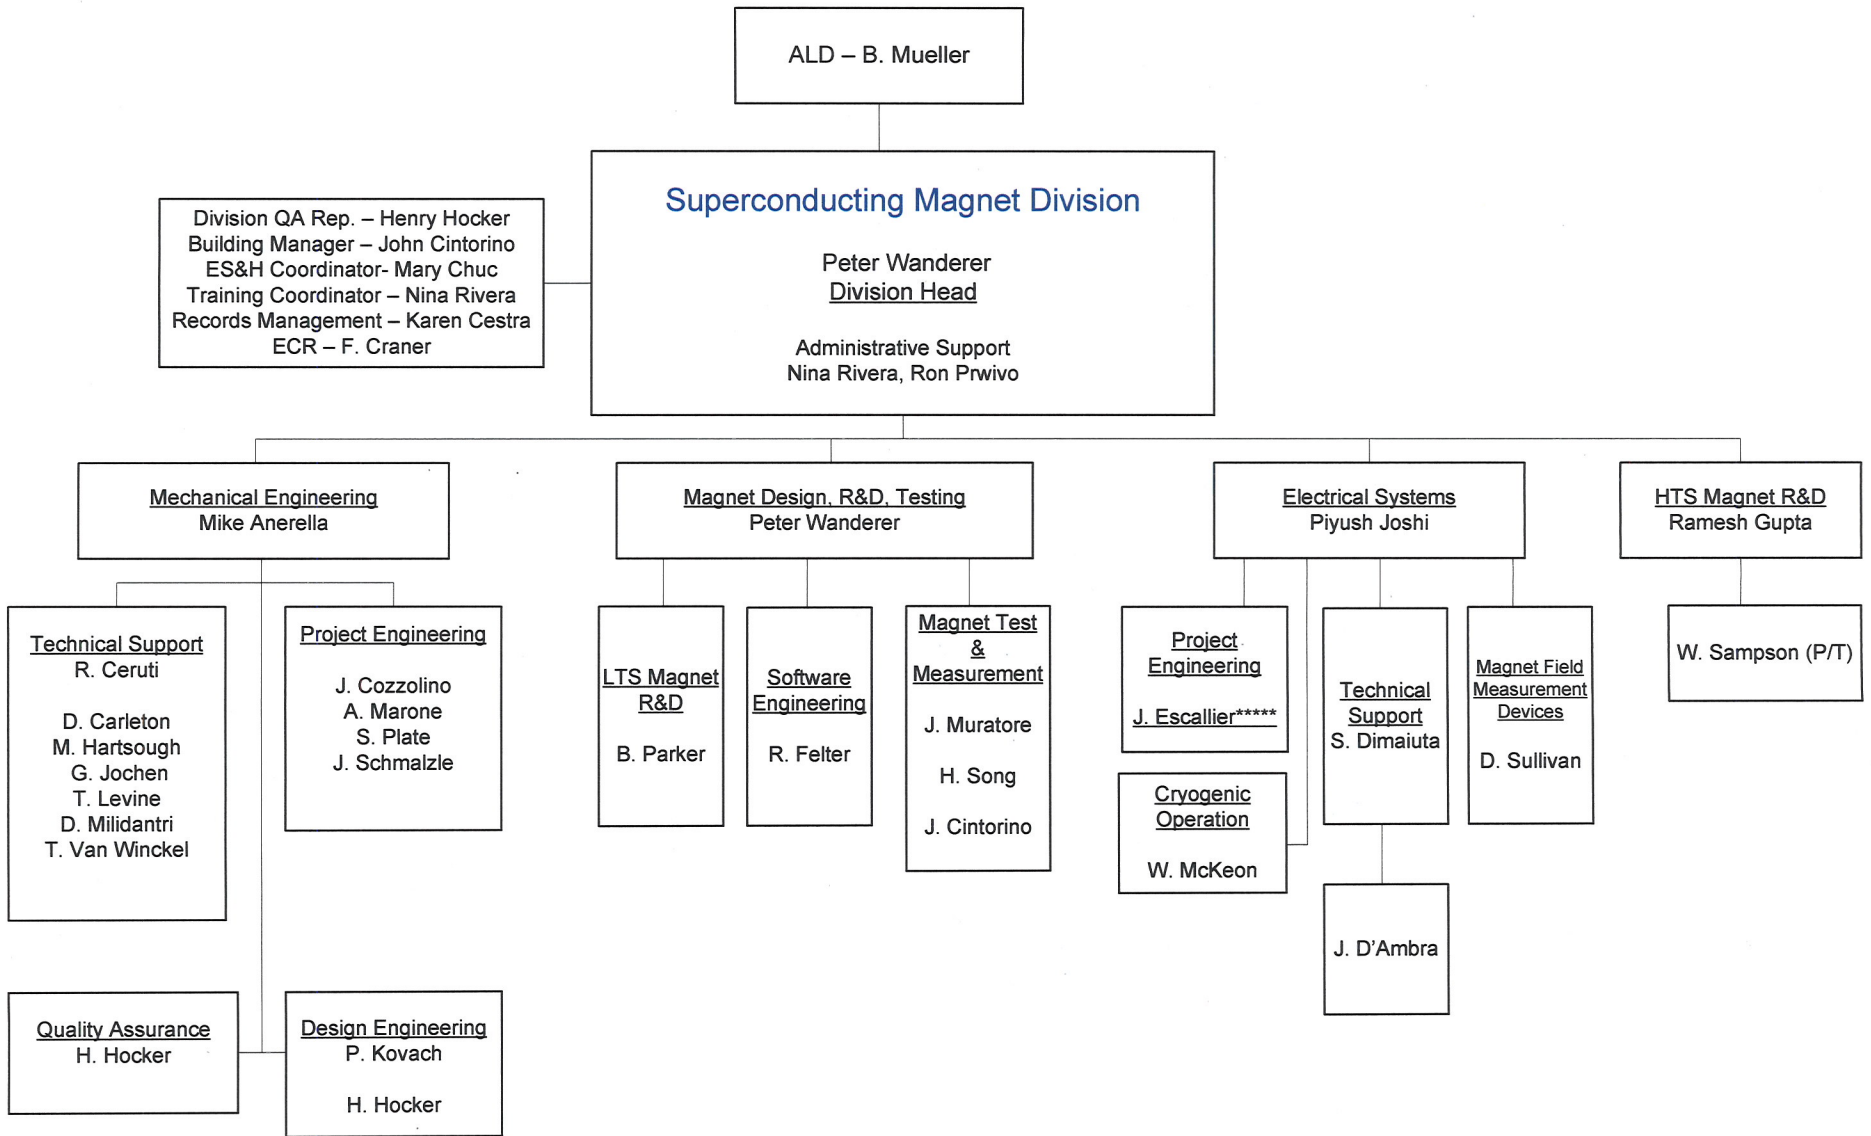 ALD – B. Mueller
Superconducting Magnet Division
Peter Wanderer
Division Head
Administrative Support
Nina Rivera, Ron Prwivo
Division QA Rep. – Henry Hocker
Building Manager – John Cintorino
ES&H Coordinator- Mary Chuc
Training Coordinator – Nina Rivera
Records Management – Karen Cestra
ECR – F. Craner
Mechanical Engineering
Mike Anerella
Magnet Design, R&D, Testing
Peter Wanderer
Electrical Systems
Piyush Joshi
HTS Magnet R&D
Ramesh Gupta
Technical Support
R. Ceruti
D. Carleton
M. Hartsough
G. Jochen
T. Levine
D. Milidantri
T. Van Winckel
Project Engineering
J. Cozzolino
A. Marone
S. Plate
J. Schmalzle
LTS Magnet
R&D
B. Parker
Software
Engineering
R. Felter
Magnet Test
&
Measurement
J. Muratore
H. Song
J. Cintorino
Project
Engineering
J. Escallier*****
Cryogenic
Operation
W. McKeon
Technical
Support
S. Dimaiuta
J. D'Ambra
Magnet Field
Measurement
Devices
D. Sullivan
W. Sampson (P/T)
Quality Assurance
H. Hocker
Design Engineering
P. Kovach
H. Hocker